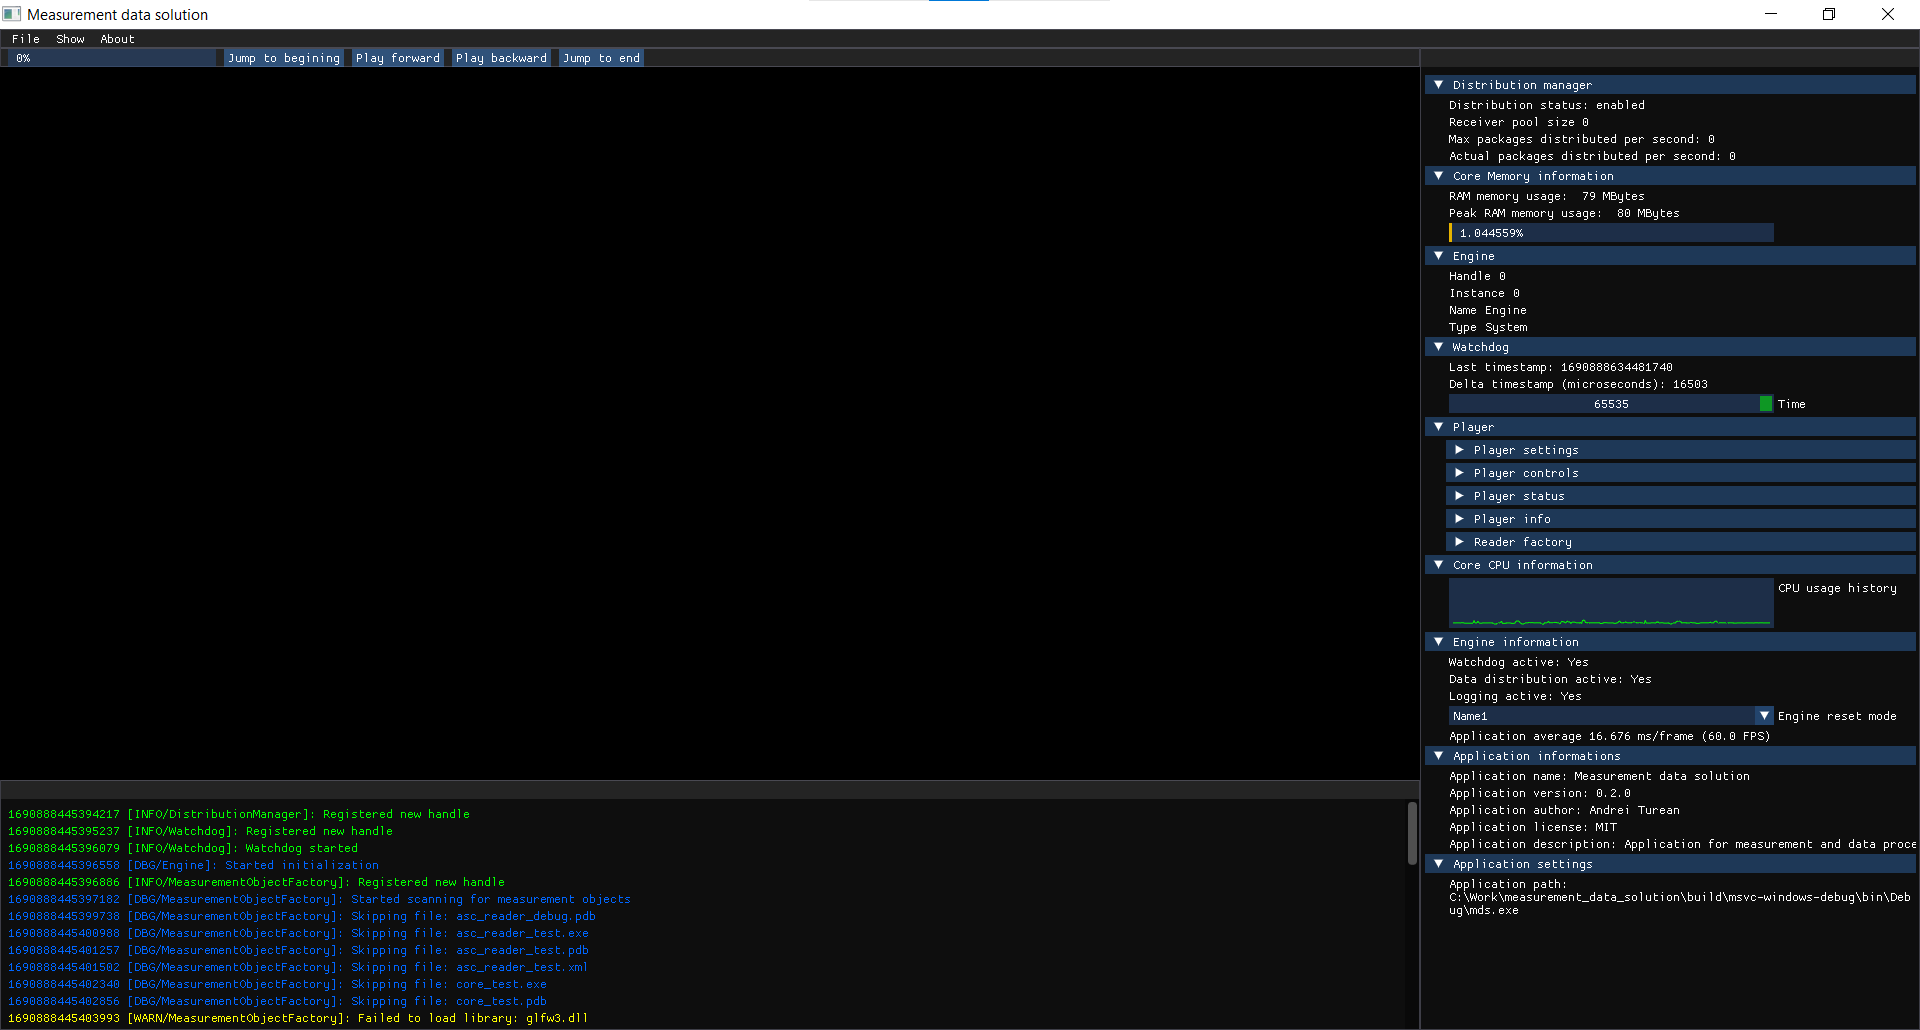 Measurement data solution
File Show About
0% Jump to begining Play forward Play backward Jump to end
Distribution manager
Distribution status: enabled
Receiver pool size 0
Max packages distributed per second: 0
Actual packages distributed per second: 0
Core Memory information
RAM memory usage: 79 MBytes
Peak RAM memory usage: 80 MBytes
1.044559%
Engine
Handle 0
Instance 0
Name Engine
Type System
Watchdog
Last timestamp: 1690888634481740
Delta timestamp (microseconds): 16503
65535 Time
Player
Player settings
Player controls
Player status
Player info
Reader factory
Core CPU information
CPU usage history
Engine information
Watchdog active: Yes
Data distribution active: Yes
Logging active: Yes
Name1 Engine reset mode
Application average 16.676 ms/frame (60.0 FPS)
Application informations
Application name: Measurement data solution
Application version: 0.2.0
Application author: Andrei Turean
Application license: MIT
Application description: Application for measurement and data proce
Application settings
Application path:
C:\Work\measurement_data_solution\build\msvc-windows-debug\bin\Deb
ug\mds.exe
1690888445394217 [INFO/DistributionManager]: Registered new handle
1690888445395237 [INFO/Watchdog]: Registered new handle
1690888445396079 [INFO/Watchdog]: Watchdog started
1690888445396558 [DBG/Engine]: Started initialization
1690888445396886 [INFO/MeasurementObjectFactory]: Registered new handle
1690888445397182 [DBG/MeasurementObjectFactory]: Started scanning for measurement objects
1690888445399738 [DBG/MeasurementObjectFactory]: Skipping file: asc_reader_debug.pdb
1690888445400988 [DBG/MeasurementObjectFactory]: Skipping file: asc_reader_test.exe
1690888445401257 [DBG/MeasurementObjectFactory]: Skipping file: asc_reader_test.pdb
1690888445401502 [DBG/MeasurementObjectFactory]: Skipping file: asc_reader_test.xml
1690888445402340 [DBG/MeasurementObjectFactory]: Skipping file: core_test.exe
1690888445402856 [DBG/MeasurementObjectFactory]: Skipping file: core_test.pdb
1690888445403993 [WARN/MeasurementObjectFactory]: Failed to load library: glfw3.dll